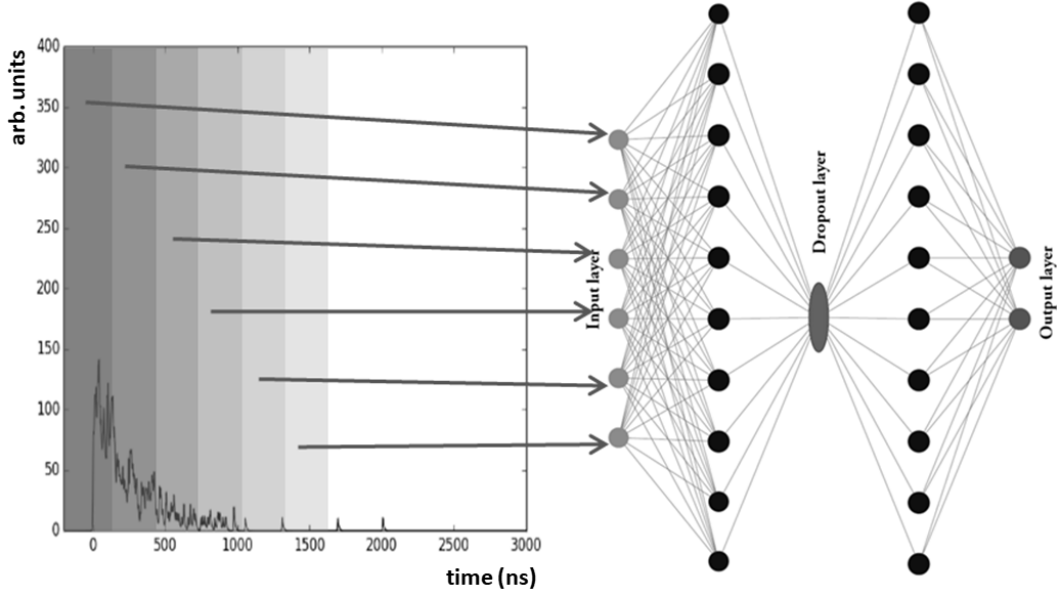 arb. units
400
350
300
250
200
150
100
50
0
0 500 1000 1500 2000 2500 3000
time (ns)
Input layer
Dropout layer
Output layer